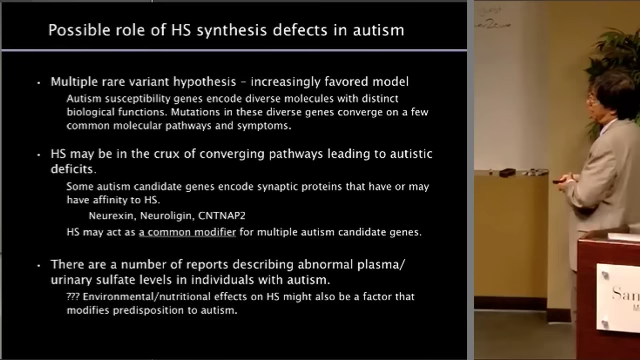 Possible role of HS synthesis defects in autism
• Multiple rare variant hypothesis – increasingly favored model
Autism susceptibility genes encode diverse molecules with distinct
biological functions. Mutations in these diverse genes converge on a few
common molecular pathways and symptoms.
• HS may be in the crux of converging pathways leading to autistic
deficits.
Some autism candidate genes encode synaptic proteins that have or may
have affinity to HS.
Neurexin, Neuroligin, CNTNAP2
HS may act as a common modifier for multiple autism candidate genes.
• There are a number of reports describing abnormal plasma/
urinary sulfate levels in individuals with autism.
??? Environmental/nutritional effects on HS might also be a factor that
modifies predisposition to autism.
San